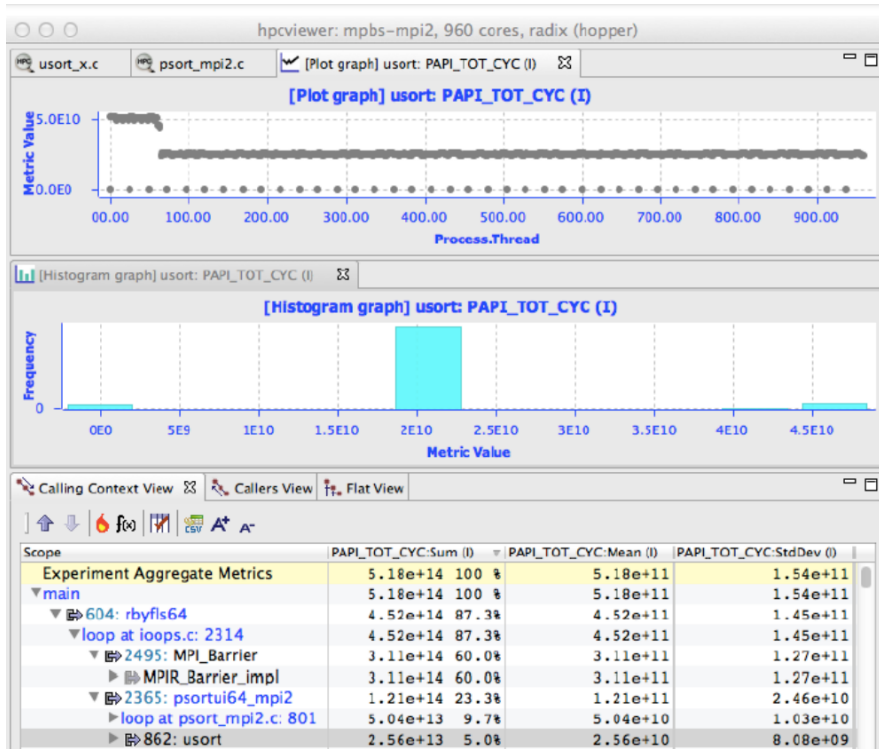 hpcviewer: mpbs-mpi2, 960 cores, radix (hopper)
usort_x.c psort_mpi2.c [Plot graph] usort: PAPI_TOT_CYC (I)
[Plot graph] usort: PAPI_TOT_CYC (I)
Metric Value
5.0E10
0.0E0
00.00 100.00 200.00 300.00 400.00 500.00 600.00 700.00 800.00 900.00
Process.Thread
[Histogram graph] usort: PAPI_TOT_CYC (I)
[Histogram graph] usort: PAPI_TOT_CYC (I)
Frequency
0
0E0 5E9 1E10 1.5E10 2E10 2.5E10 3E10 3.5E10 4E10 4.5E10
Metric Value
Calling Context View Callers View Flat View
f(x) CSV A+ A-
Scope PAPI_TOT_CYC:Sum (I) PAPI_TOT_CYC:Mean (I) PAPI_TOT_CYC:StdDev (I)
Experiment Aggregate Metrics 5.18e+14 100 % 5.18e+11 1.54e+11
main 5.18e+14 100 % 5.18e+11 1.54e+11
604: rbyfls64 4.52e+14 87.3% 4.52e+11 1.45e+11
loop at ioops.c: 2314 4.52e+14 87.3% 4.52e+11 1.45e+11
2495: MPI_Barrier 3.11e+14 60.0% 3.11e+11 1.27e+11
MPIR_Barrier_impl 3.11e+14 60.0% 3.11e+11 1.27e+11
2365: psortui64_mpi2 1.21e+14 23.3% 1.21e+11 2.46e+10
loop at psort_mpi2.c: 801 5.04e+13 9.7% 5.04e+10 1.03e+10
862: usort 2.56e+13 5.0% 2.56e+10 8.08e+09